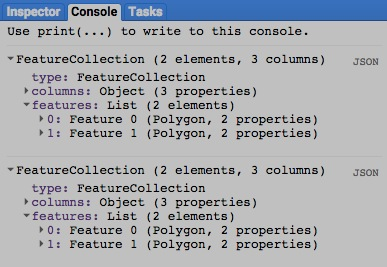 Inspector Console Tasks
Use print(...) to write to this console.
FeatureCollection (2 elements, 3 columns) JSON
type: FeatureCollection
columns: Object (3 properties)
features: List (2 elements)
0: Feature 0 (Polygon, 2 properties)
1: Feature 1 (Polygon, 2 properties)
FeatureCollection (2 elements, 3 columns) JSON
type: FeatureCollection
columns: Object (3 properties)
features: List (2 elements)
0: Feature 0 (Polygon, 2 properties)
1: Feature 1 (Polygon, 2 properties)